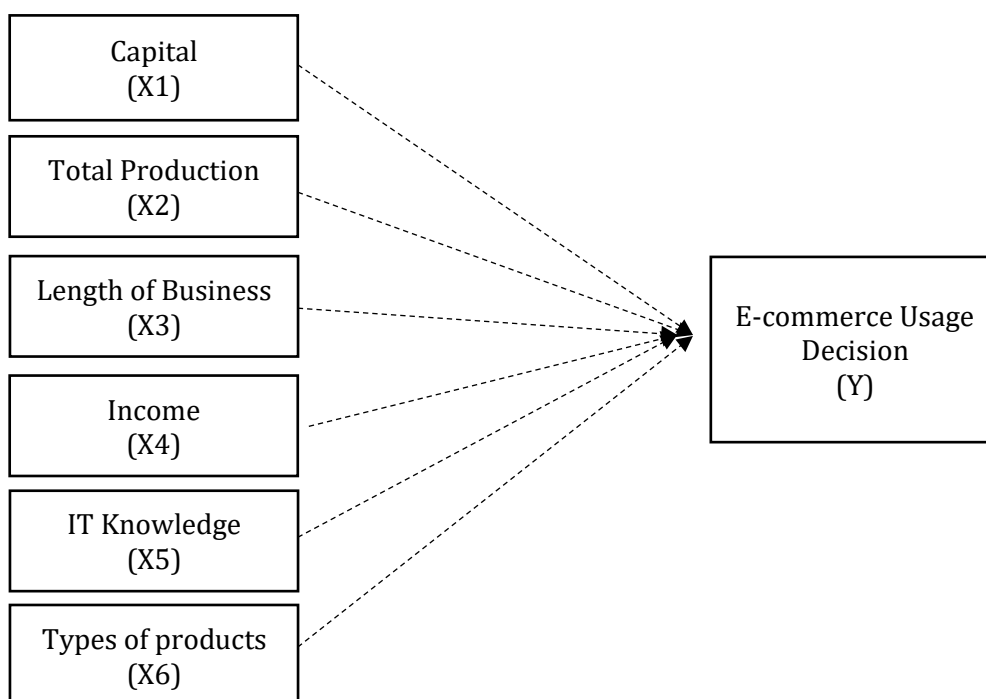 Capital
(X1)
Total Production
(X2)
Length of Business
(X3)
Income
(X4)
IT Knowledge
(X5)
Types of products
(X6)
E-commerce Usage
Decision
(Y)